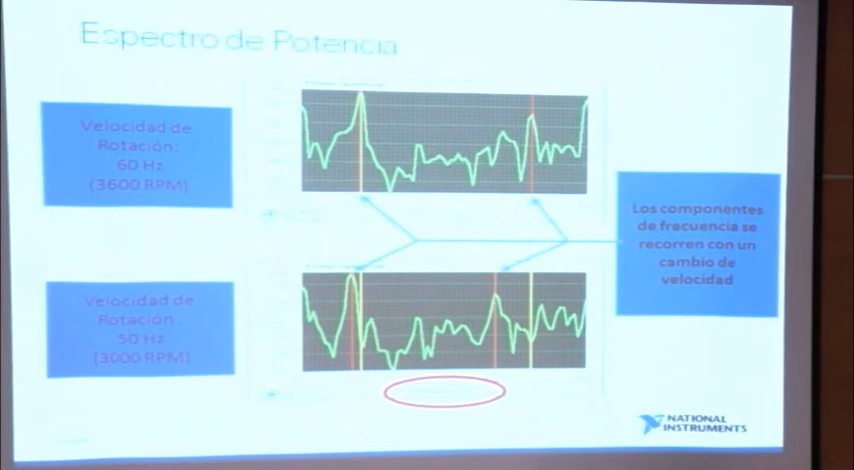 Espectro de Potencia
Velocidad de
Rotación:
60 Hz
(3600 RPM)
Los componentes
de frecuencia se
recorren con un
cambio de
velocidad
Velocidad de
Rotación:
50 Hz
(3000 RPM)
NATIONAL
INSTRUMENTS